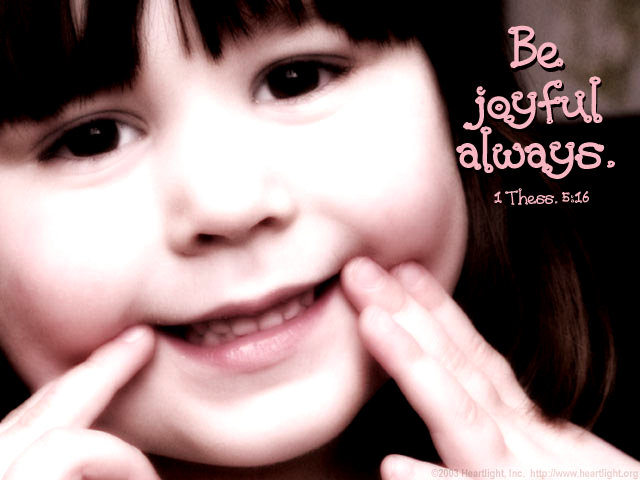 Be
joyful
always.
1 Thess. 5:16
©2003 Heartlight, Inc. http://www.heartlight.org